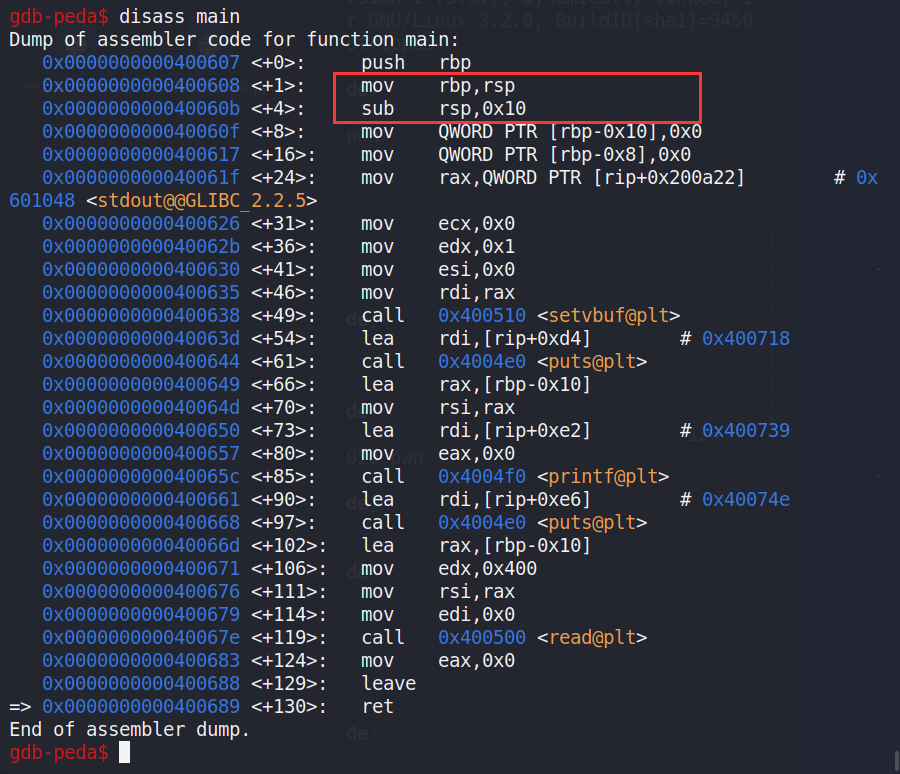 gdb-peda$ disass main
Dump of assembler code for function main:
   0x0000000000400607 <+0>:     push   rbp
   0x0000000000400608 <+1>:     mov    rbp,rsp
   0x000000000040060b <+4>:     sub    rsp,0x10
   0x000000000040060f <+8>:     mov    QWORD PTR [rbp-0x10],0x0
   0x0000000000400617 <+16>:    mov    QWORD PTR [rbp-0x8],0x0
   0x000000000040061f <+24>:    mov    rax,QWORD PTR [rip+0x200a22]        # 0x
601048 <stdout@@GLIBC_2.2.5>
   0x0000000000400626 <+31>:    mov    ecx,0x0
   0x000000000040062b <+36>:    mov    edx,0x1
   0x0000000000400630 <+41>:    mov    esi,0x0
   0x0000000000400635 <+46>:    mov    rdi,rax
   0x0000000000400638 <+49>:    call   0x400510 <setvbuf@plt>
   0x000000000040063d <+54>:    lea    rdi,[rip+0xd4]        # 0x400718
   0x0000000000400644 <+61>:    call   0x4004e0 <puts@plt>
   0x0000000000400649 <+66>:    lea    rax,[rbp-0x10]
   0x000000000040064d <+70>:    mov    rsi,rax
   0x0000000000400650 <+73>:    lea    rdi,[rip+0xe2]        # 0x400739
   0x0000000000400657 <+80>:    mov    eax,0x0
   0x000000000040065c <+85>:    call   0x4004f0 <printf@plt>
   0x0000000000400661 <+90>:    lea    rdi,[rip+0xe6]        # 0x40074e
   0x0000000000400668 <+97>:    call   0x4004e0 <puts@plt>
   0x000000000040066d <+102>:   lea    rax,[rbp-0x10]
   0x0000000000400671 <+106>:   mov    edx,0x400
   0x0000000000400676 <+111>:   mov    rsi,rax
   0x0000000000400679 <+114>:   mov    edi,0x0
   0x000000000040067e <+119>:   call   0x400500 <read@plt>
   0x0000000000400683 <+124>:   mov    eax,0x0
   0x0000000000400688 <+129>:   leave
=> 0x0000000000400689 <+130>:   ret
End of assembler dump.
gdb-peda$